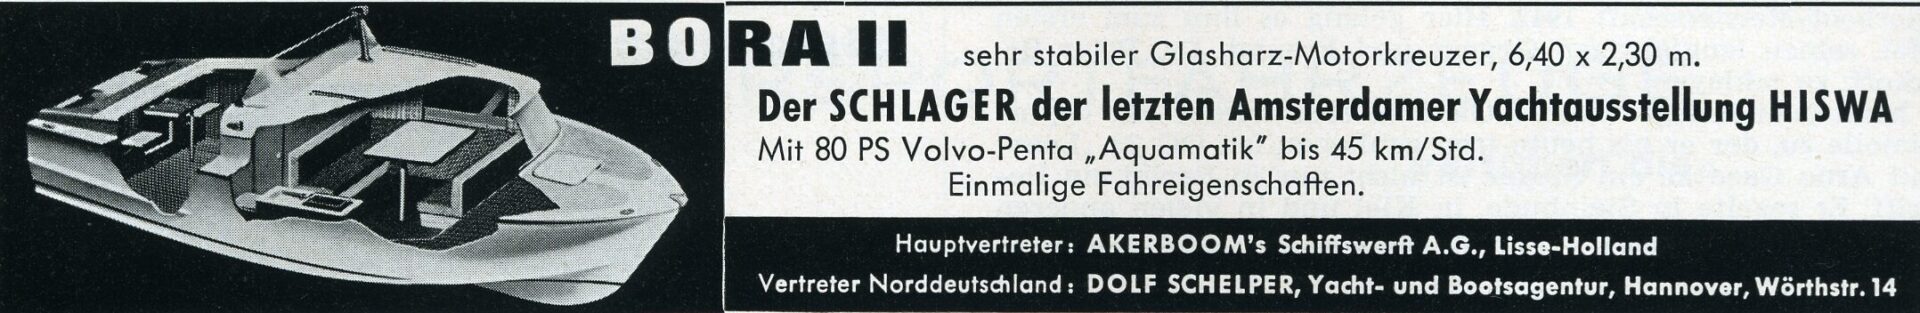 BORA II sehr stabiler Glasharz-Motorkreuzer, 6,40 x 2,30 m.
Der SCHLAGER der letzten Amsterdamer Yachtausstellung HISWA
Mit 80 PS Volvo-Penta „Aquamatik” bis 45 km/Std.
Einmalige Fahreigenschaften.
Hauptvertreter: AKERBOOM's Schiffswerft A.G., Lisse-Holland
Vertreter Norddeutschland: DOLF SCHELPER, Yacht- und Bootsagentur, Hannover, Wörthstr. 14